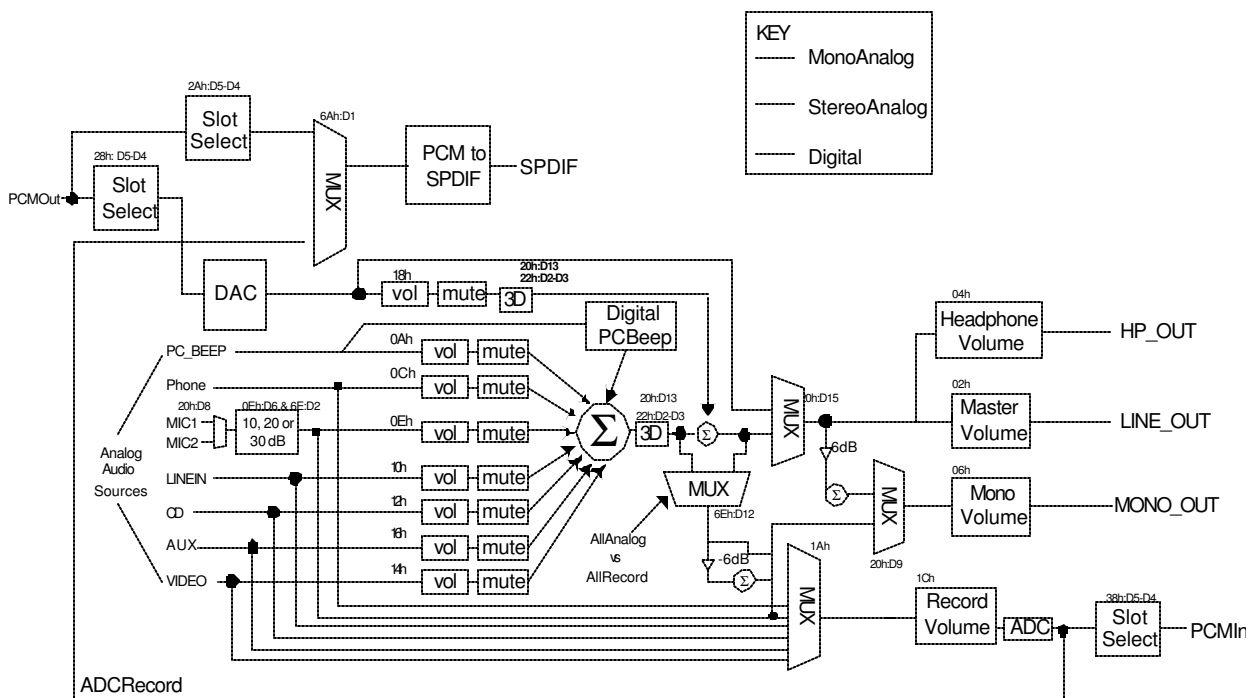 KEY
MonoAnalog
StereoAnalog
Digital
2Ah:D5-D4
Slot
Select
6Ah:D1
MUX
PCM to
SPDIF
SPDIF
28h: D5-D4
Slot
Select
PCMOut
DAC
18h
vol
mute
20h:D13
22h:D2-D3
3D
Digital
PCBeep
04h
Headphone
Volume
HP_OUT
PC_BEEP
0Ah
vol
mute
Phone
0Ch
vol
mute
20h:D8
MIC1
MIC2
0Eh:D6 & 6E:D2
10, 20 or
30 dB
0Eh
vol
mute
Σ
20h:D13
22h:D2-D3
3D
Σ
MUX
0h:D15
02h
Master
Volume
LINE_OUT
Analog
Audio
Sources
LINEIN
10h
vol
mute
MUX
6Eh:D12
-6dB
Σ
MUX
20h:D9
06h
Mono
Volume
MONO_OUT
CD
12h
vol
mute
AUX
16h
vol
mute
AllAnalog
vs
AllRecord
VIDEO
14h
vol
mute
-6dB
Σ
1Ah
MUX
1Ch
Record
Volume
ADC
38h:D5-D4
Slot
Select
PCMIn
ADCRecord